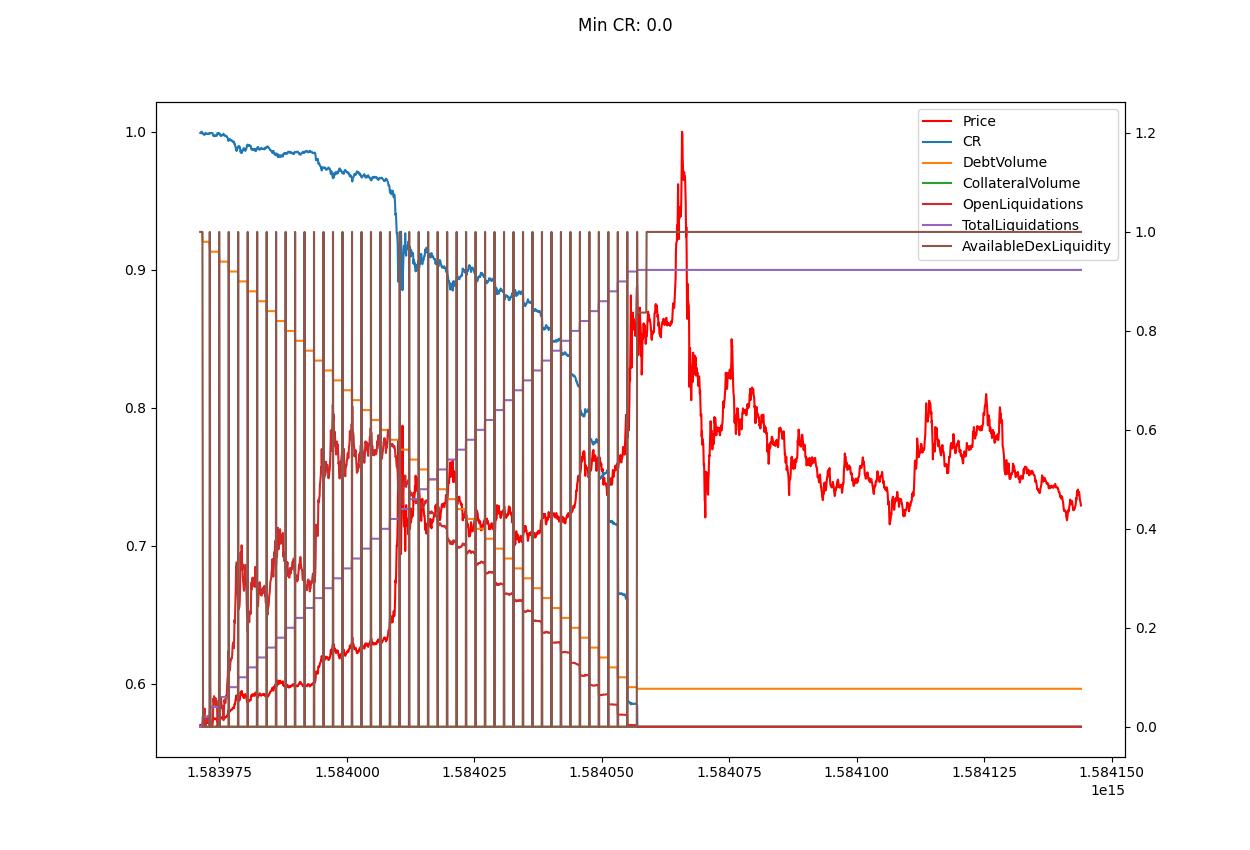 Min CR: 0.0
1.0
0.9
0.8
0.7
0.6
1.2
1.0
0.8
0.6
0.4
0.2
0.0
Price
CR
DebtVolume
CollateralVolume
OpenLiquidations
TotalLiquidations
AvailableDexLiquidity
1.583975 1.584000 1.584025 1.584050 1.584075 1.584100 1.584125 1.584150
1e15